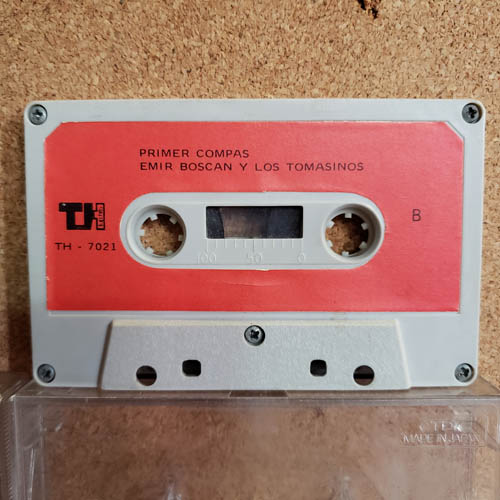 PRIMER COMPAS
EMIR BOSCAN Y LOS TOMASINOS
TH
TH - 7021
B
100 50 0
MADE IN JAPAN